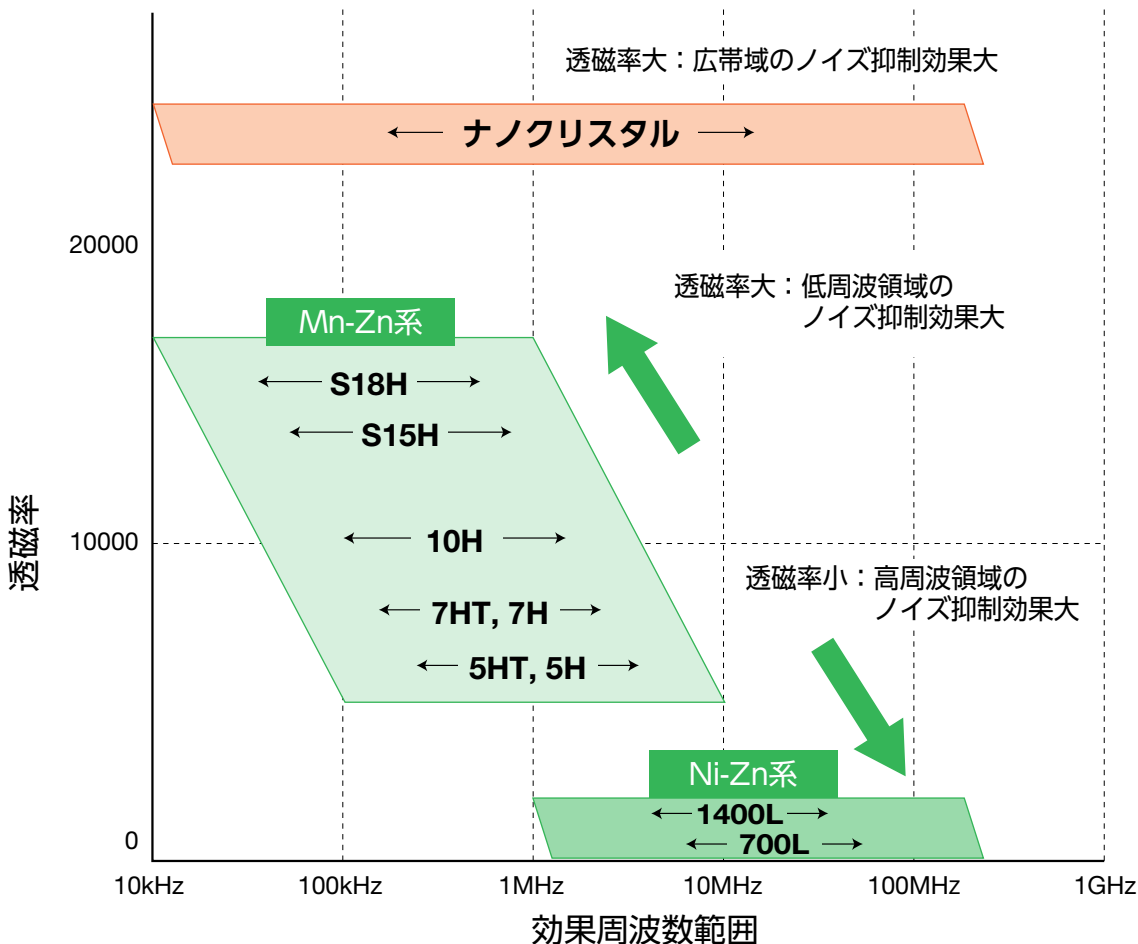 透磁率大：広帯域のノイズ抑制効果大
ナノクリスタル
20000
透磁率大：低周波領域の
ノイズ抑制効果大
Mn-Zn系
S18H
S15H
透磁率
10000
10H
透磁率小：高周波領域の
ノイズ抑制効果大
7HT, 7H
5HT, 5H
Ni-Zn系
1400L
700L
0
10kHz 100kHz 1MHz 10MHz 100MHz 1GHz
効果周波数範囲